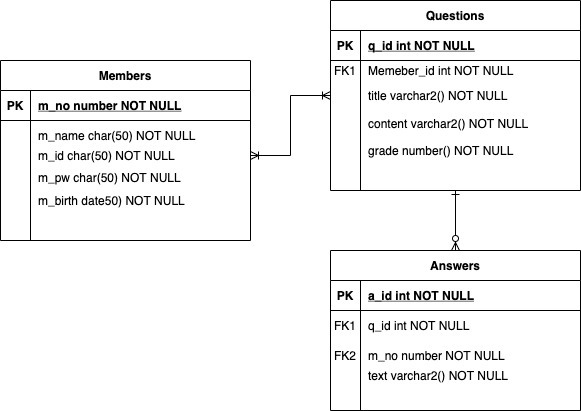 Questions
PK q_id int NOT NULL
FK1 Memeber_id int NOT NULL
title varchar2() NOT NULL
content varchar2() NOT NULL
grade number() NOT NULL
Members
PK m_no number NOT NULL
m_name char(50) NOT NULL
m_id char(50) NOT NULL
m_pw char(50) NOT NULL
m_birth date50) NOT NULL
Answers
PK a_id int NOT NULL
FK1 q_id int NOT NULL
FK2 m_no number NOT NULL
text varchar2() NOT NULL